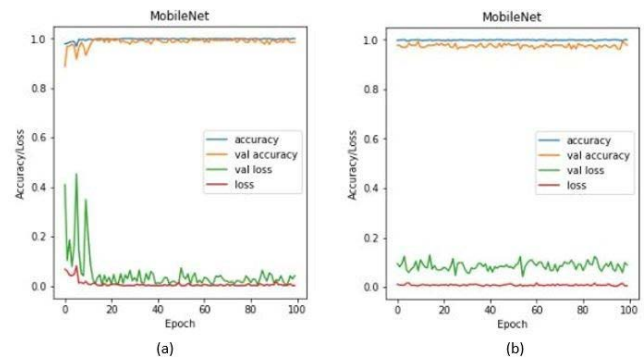 MobileNet
1.0
0.8
0.6
0.4
0.2
0.0
Accuracy/Loss
accuracy
val accuracy
val loss
loss
0 20 40 60 80 100
Epoch
(a)
MobileNet
1.0
0.8
0.6
0.4
0.2
0.0
Accuracy/Loss
accuracy
val accuracy
val loss
loss
0 20 40 60 80 100
Epoch
(b)